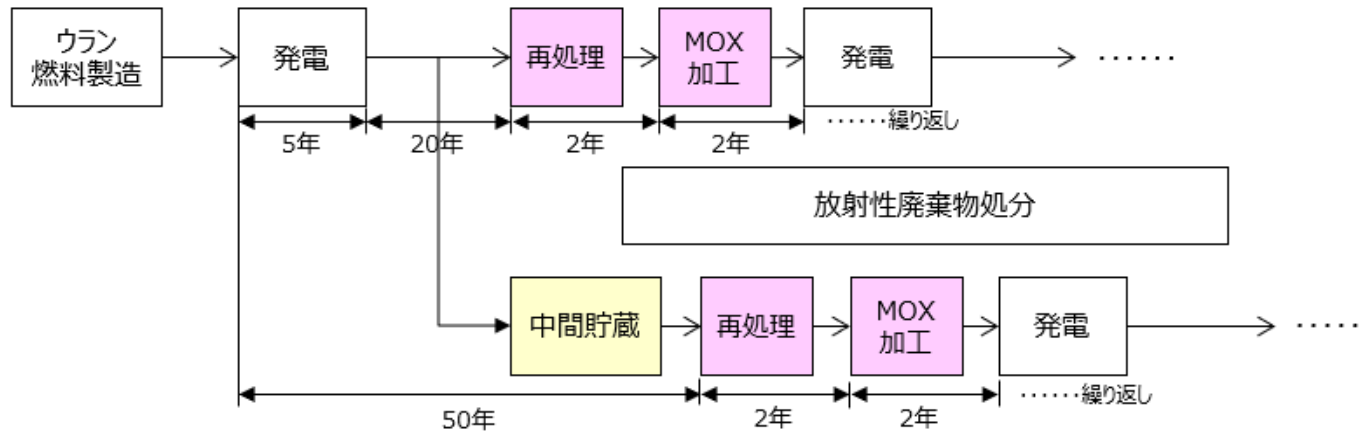 ウラン
燃料製造
発電
再処理
MOX
加工
発電
‥‥‥
5年
20年
2年
2年
‥‥‥繰り返し
放射性廃棄物処分
中間貯蔵
再処理
MOX
加工
発電
‥‥‥
50年
2年
2年
‥‥‥繰り返し